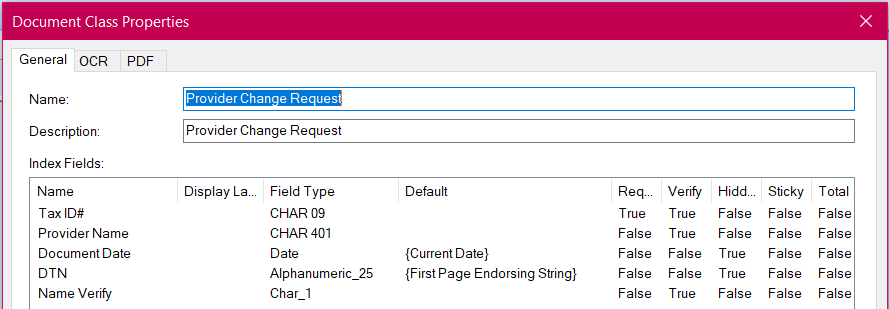 Document Class Properties
General OCR PDF
Name: Provider Change Request
Description: Provider Change Request
Index Fields:
Name Display La... Field Type Default Req... Verify Hidd... Sticky Total
Tax ID# CHAR 09 True True False False False
Provider Name CHAR 401 False True False False False
Document Date Date {Current Date} False False True False False
DTN Alphanumeric_25 {First Page Endorsing String} False False True False False
Name Verify Char_1 False True False False False